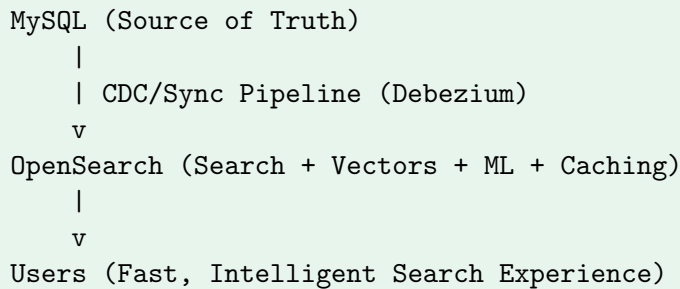 MySQL (Source of Truth)
|
| CDC/Sync Pipeline (Debezium)
v
OpenSearch (Search + Vectors + ML + Caching)
|
v
Users (Fast, Intelligent Search Experience)